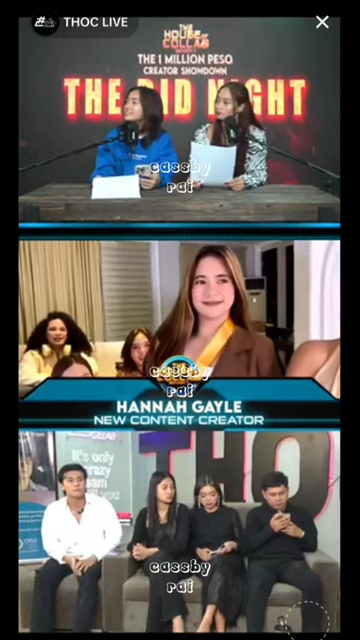 THOC LIVE
THE
HOUSE OF
COLLAB
THE 1 MILLION PESO
CREATOR SHOWDOWN
THE BID NIGHT
cassby
rai
cassby
rai
HANNAH GAYLE
NEW CONTENT CREATOR
It's only
THO
cassby
rai